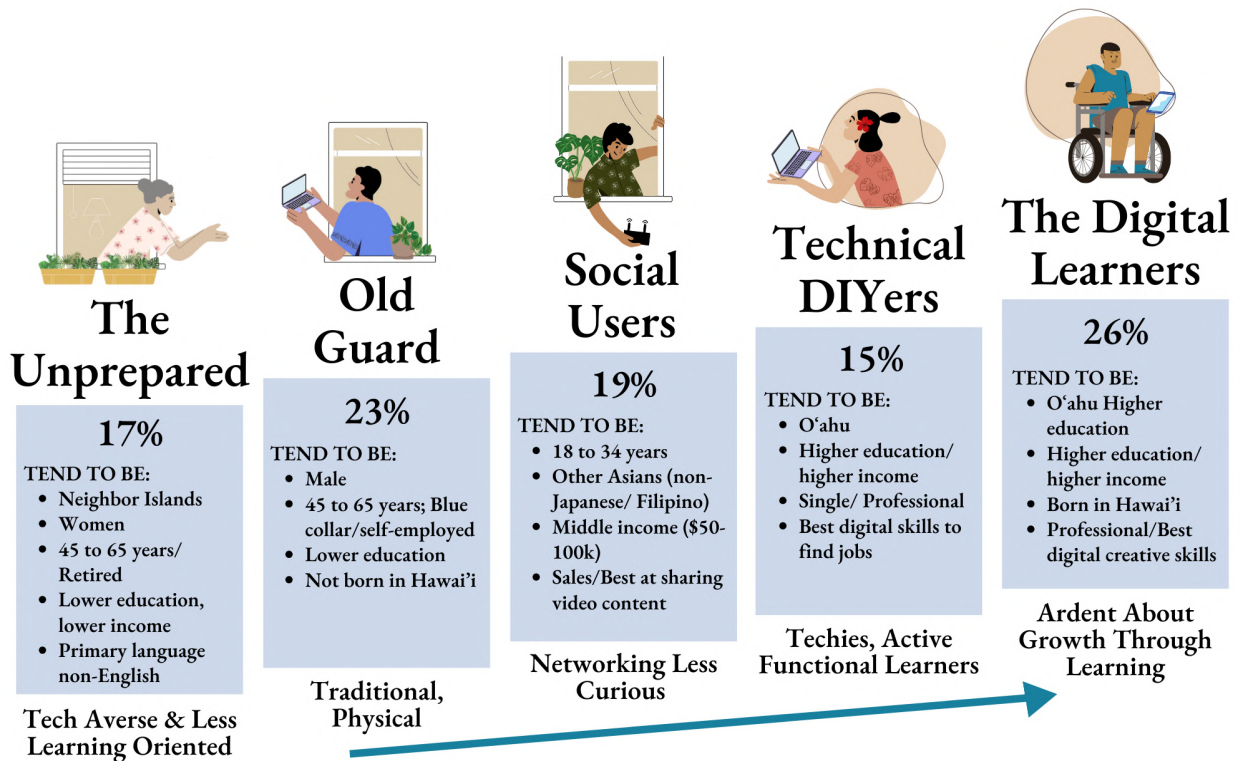 The
Unprepared
17%
TEND TO BE:
• Neighbor Islands
• Women
• 45 to 65 years/
Retired
• Lower education,
lower income
• Primary language
non-English
Tech Averse & Less
Learning Oriented
Old
Guard
23%
TEND TO BE:
• Male
• 45 to 65 years; Blue
collar/self-employed
• Lower education
• Not born in Hawai’i
Traditional,
Physical
Social
Users
19%
TEND TO BE:
• 18 to 34 years
• Other Asians (non-
Japanese/ Filipino)
• Middle income ($50-
100k)
• Sales/Best at sharing
video content
Networking Less
Curious
Technical
DIYers
15%
TEND TO BE:
• Oʻahu
• Higher education/
higher income
• Single/ Professional
• Best digital skills to
find jobs
Techies, Active
Functional Learners
The Digital
Learners
26%
TEND TO BE:
• Oʻahu Higher
education
• Higher education/
higher income
• Born in Hawai’i
• Professional/Best
digital creative skills
Ardent About
Growth Through
Learning